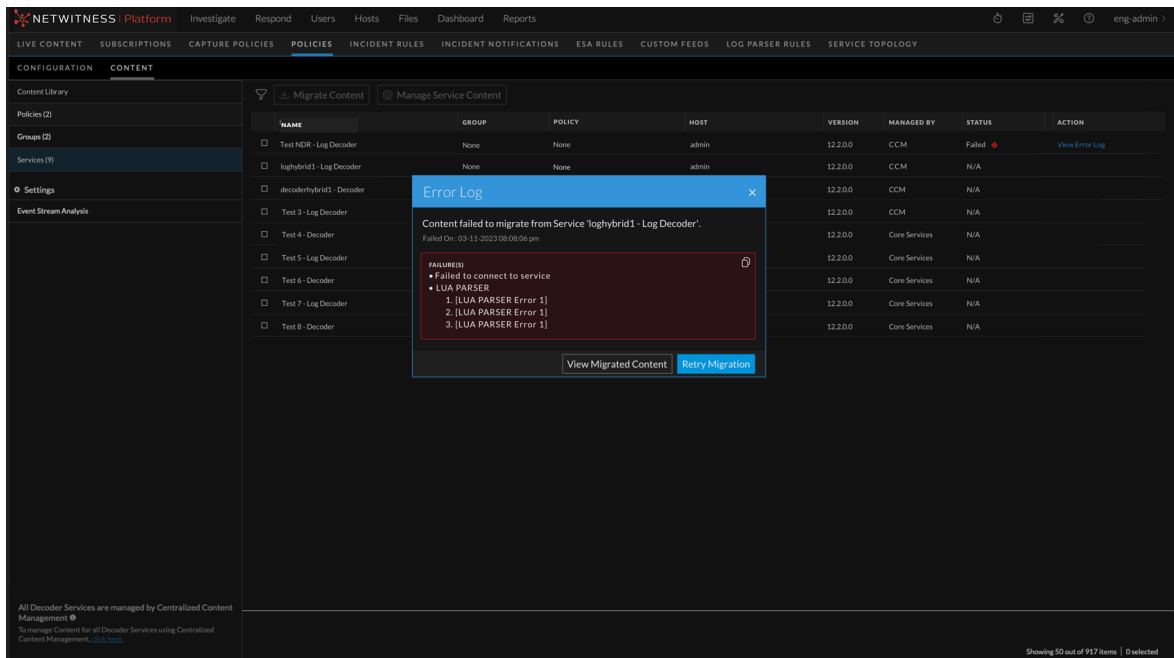 NETWITNESS | Platform Investigate Respond Users Hosts Files Dashboard Reports eng-admin >
LIVE CONTENT SUBSCRIPTIONS CAPTURE POLICIES POLICIES INCIDENT RULES INCIDENT NOTIFICATIONS ESA RULES CUSTOM FEEDS LOG PARSER RULES SERVICE TOPOLOGY
CONFIGURATION CONTENT
Content Library
Policies (2)
Groups (2)
Services (9)
Settings
Event Stream Analysis
Migrate Content Manage Service Content
NAME GROUP POLICY HOST VERSION MANAGED BY STATUS ACTION
Test NDR - Log Decoder None None admin 12.2.0.0 CCM Failed View Error Log
loghybrid1 - Log Decoder None None admin 12.2.0.0 CCM N/A
decoderhybrid1 - Decoder 12.2.0.0 CCM N/A
Test 3 - Log Decoder 12.2.0.0 CCM N/A
Test 4 - Decoder 12.2.0.0 Core Services N/A
Test 5 - Log Decoder 12.2.0.0 Core Services N/A
Test 6 - Decoder 12.2.0.0 Core Services N/A
Test 7 - Log Decoder 12.2.0.0 Core Services N/A
Test 8 - Decoder 12.2.0.0 Core Services N/A
Error Log
Content failed to migrate from Service 'loghybrid1 - Log Decoder'.
Failed On : 03-11-2023 08:08:06 pm
FAILURE(S)
• Failed to connect to service
• LUA PARSER
1. [LUA PARSER Error 1]
2. [LUA PARSER Error 1]
3. [LUA PARSER Error 1]
View Migrated Content Retry Migration
All Decoder Services are managed by Centralized Content
Management
To manage Content for all Decoder Services using Centralized
Content Management, click here.
Showing 50 out of 917 items | 0 selected